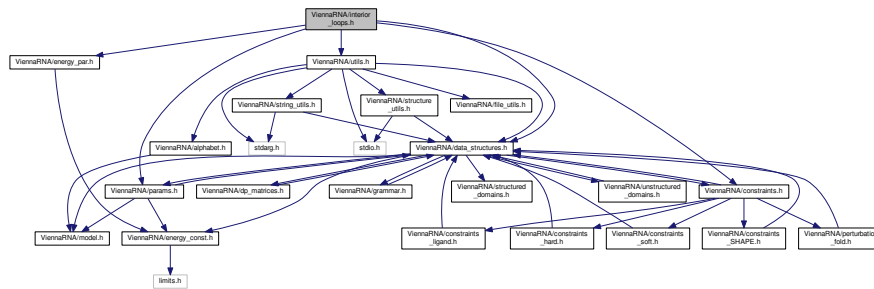 ViennaRNA/interior
_loops.h
ViennaRNA/energy_par.h
ViennaRNA/utils.h
ViennaRNA/string_utils.h
ViennaRNA/structure
_utils.h
ViennaRNA/file_utils.h
ViennaRNA/alphabet.h
stdarg.h
stdio.h
ViennaRNA/data_structures.h
ViennaRNA/params.h
ViennaRNA/dp_matrices.h
ViennaRNA/grammar.h
ViennaRNA/structured
_domains.h
ViennaRNA/unstructured
_domains.h
ViennaRNA/constraints.h
ViennaRNA/model.h
ViennaRNA/energy_const.h
ViennaRNA/constraints
_ligand.h
ViennaRNA/constraints
_hard.h
ViennaRNA/constraints
_soft.h
ViennaRNA/constraints
_SHAPE.h
ViennaRNA/perturbation
_fold.h
limits.h